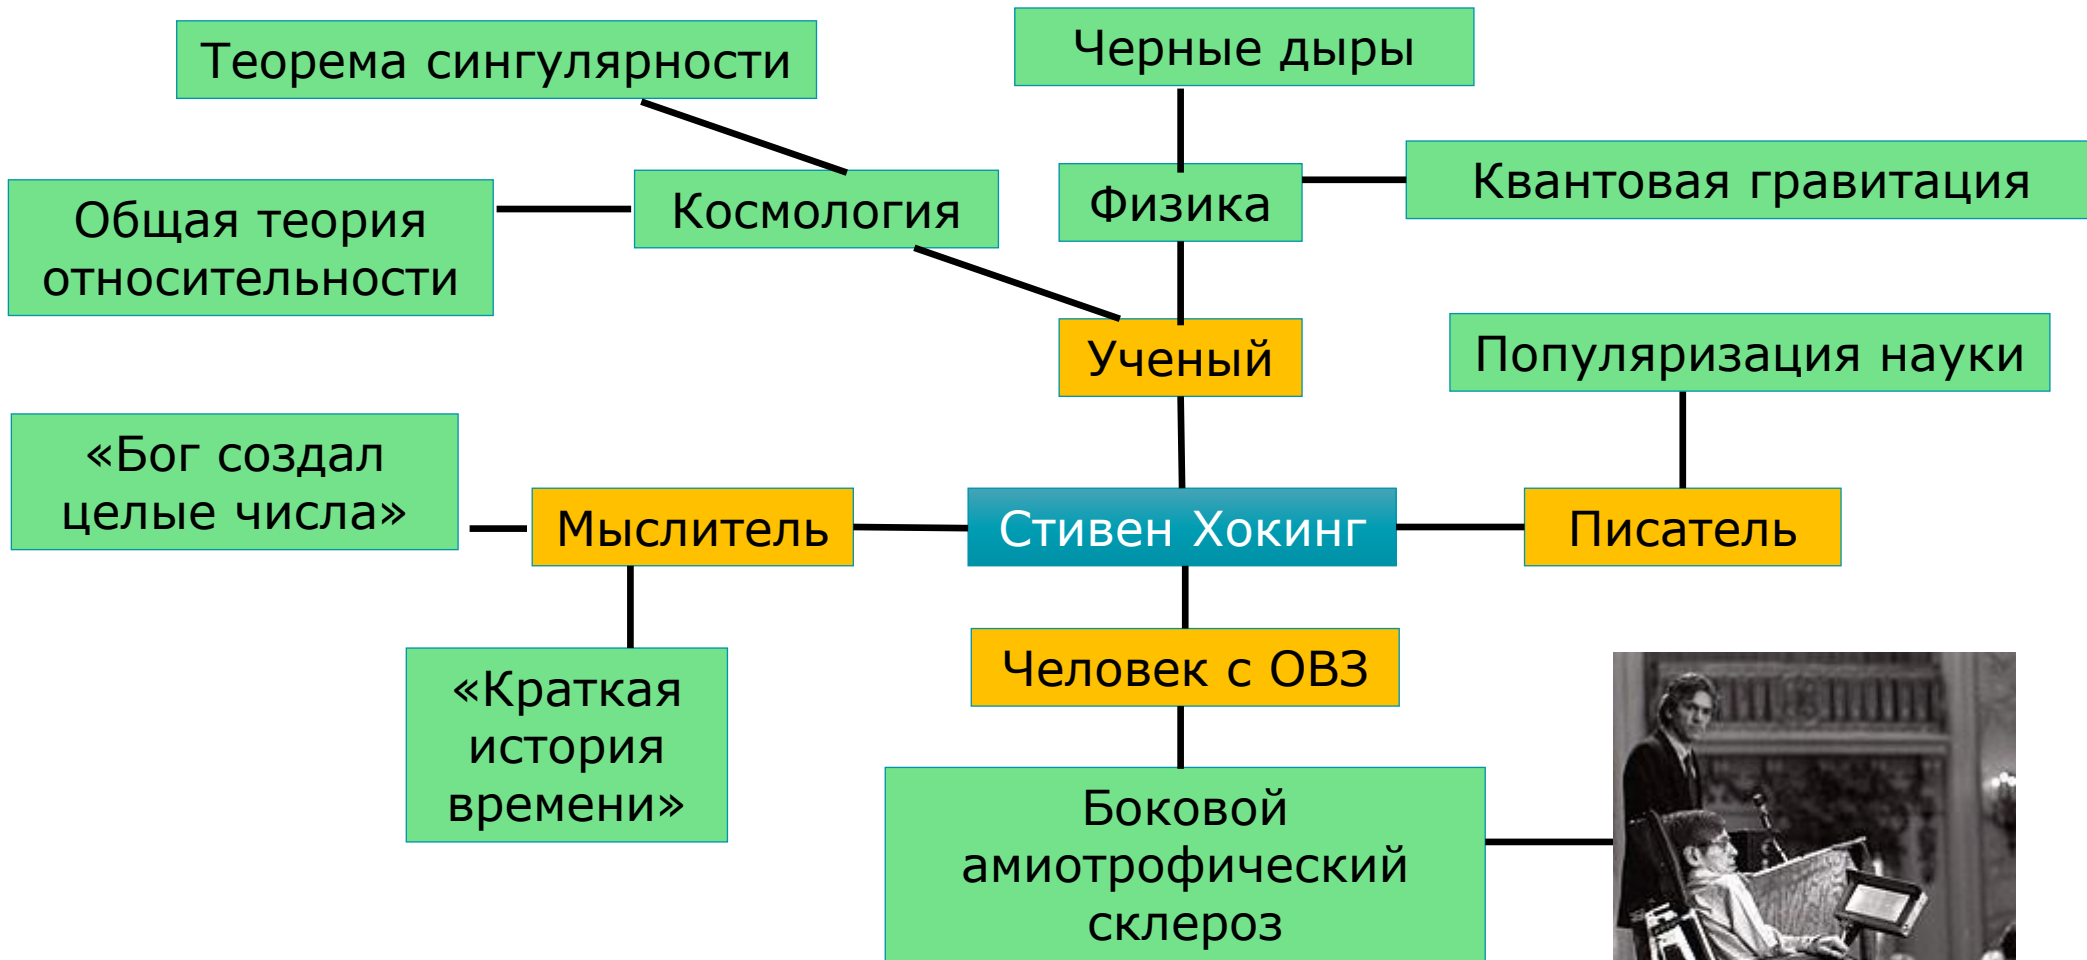 Теорема сингулярности
Черные дыры
Общая теория
относительности
Космология
Физика
Квантовая гравитация
Ученый
Популяризация науки
«Бог создал
целые числа»
Мыслитель
Стивен Хокинг
Писатель
«Краткая
история
времени»
Человек с ОВЗ
Боковой
амиотрофический
склероз